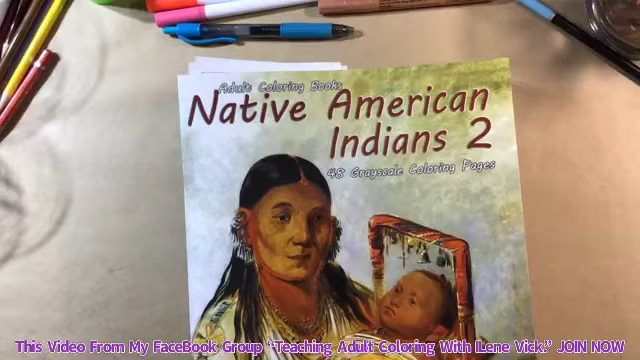 Adult Coloring Books
Native American
Indians 2
48 Grayscale Coloring Pages
This Video From My FaceBook Group "Teaching Adult Coloring With ILene Vick" JOIN NOW